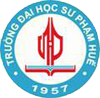 TRƯỜNG ĐẠI HỌC SƯ PHẠM HUẾ
1957